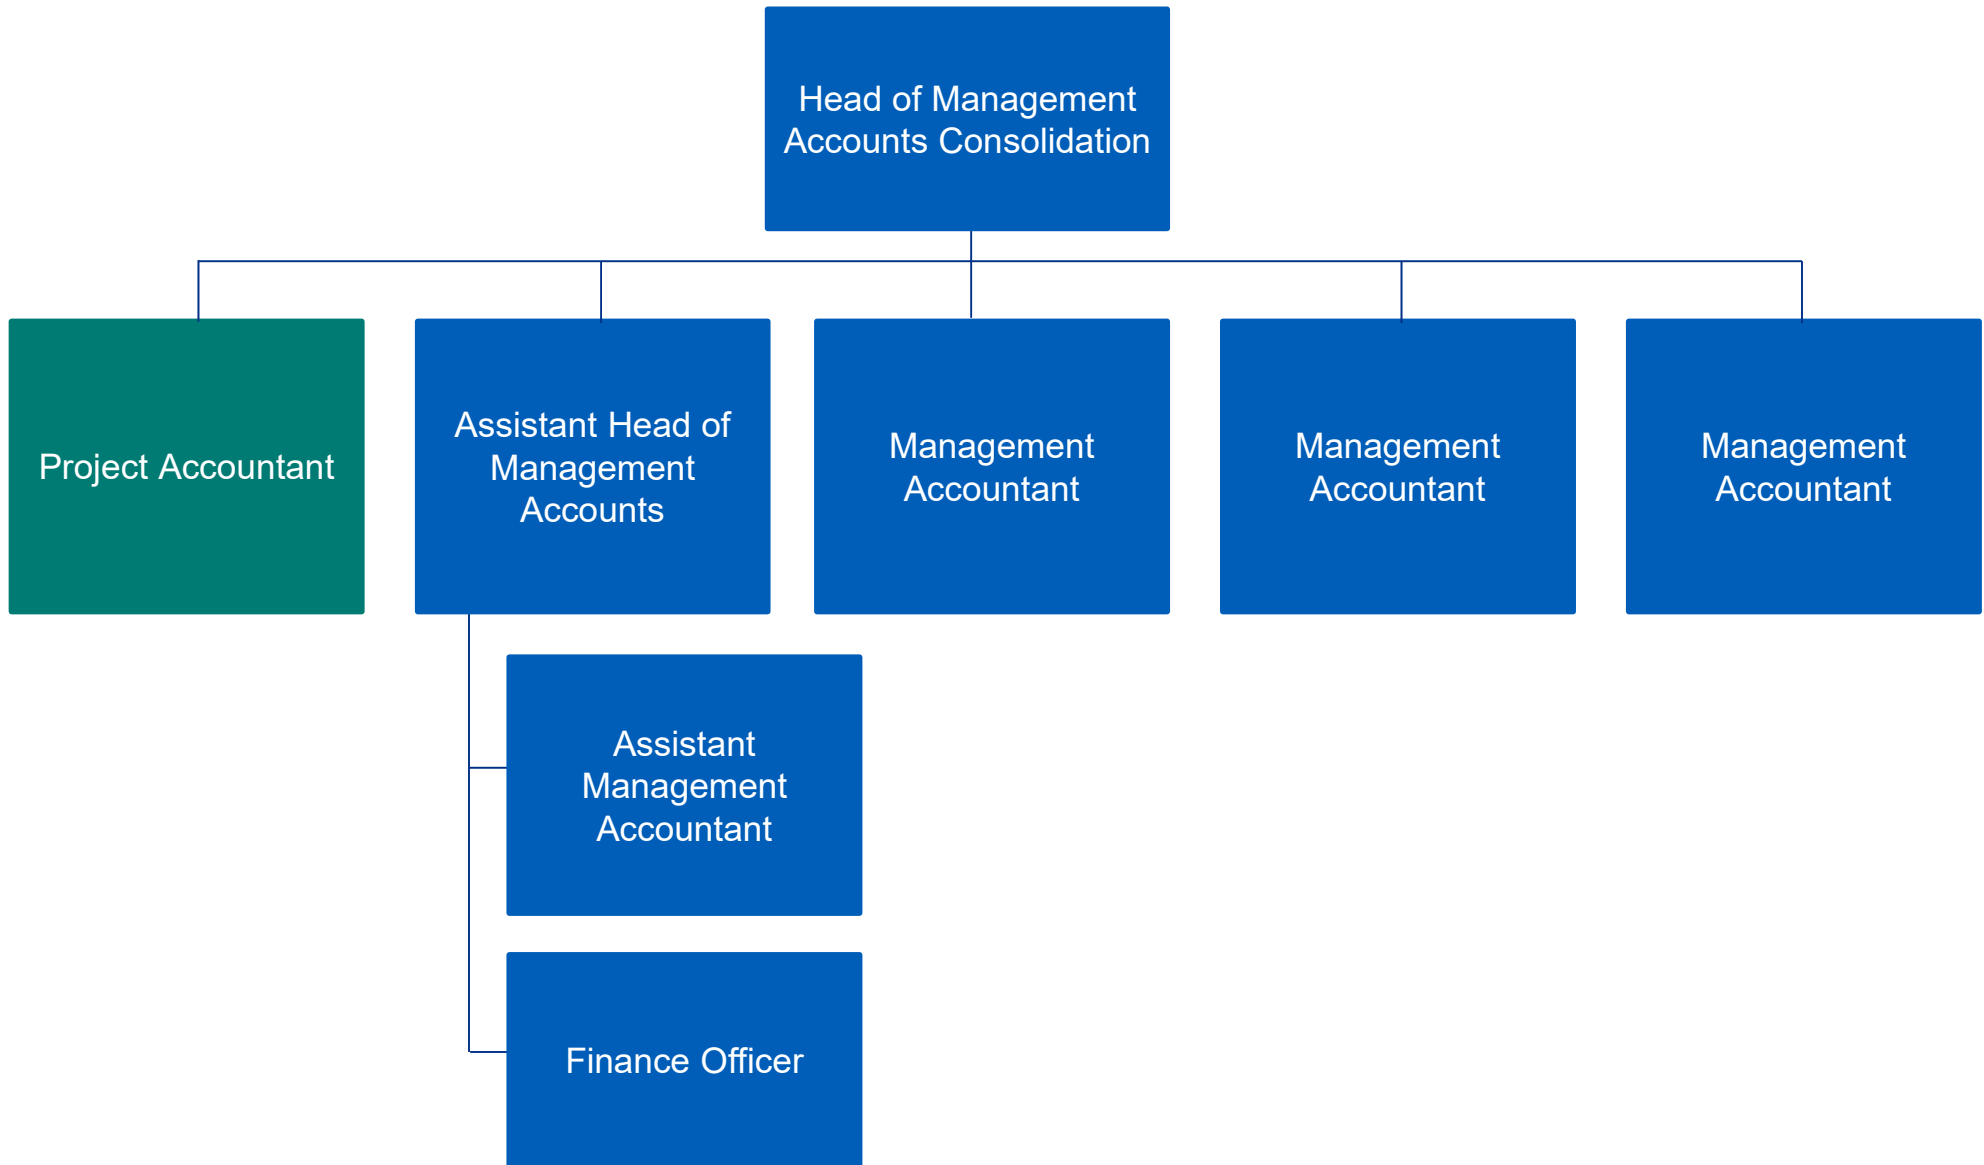 Head of Management
Accounts Consolidation
Project Accountant
Assistant Head of
Management
Accounts
Management
Accountant
Management
Accountant
Management
Accountant
Assistant
Management
Accountant
Finance Officer